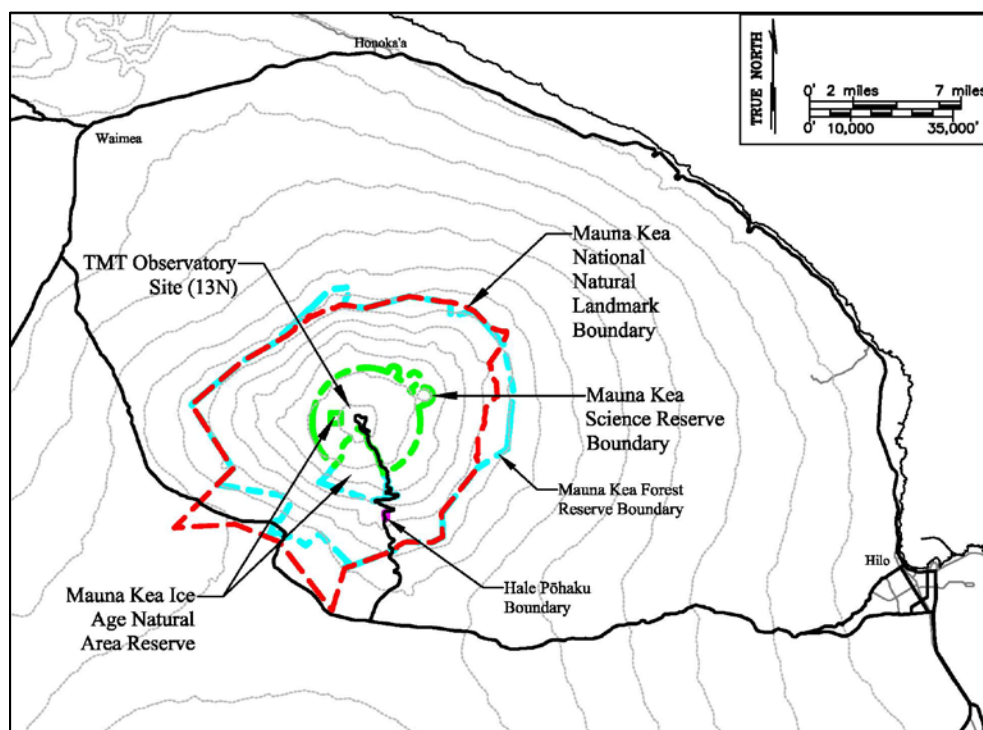 Honoka'a
TRUE NORTH
0' 2 miles 7 miles
0' 10,000 35,000'
Waimea
TMT Observatory
Site (13N)
Mauna Kea
National
Natural
Landmark
Boundary
Mauna Kea
Science Reserve
Boundary
Mauna Kea Forest
Reserve Boundary
Hale Pōhaku
Boundary
Hilo
Mauna Kea Ice
Age Natural
Area Reserve